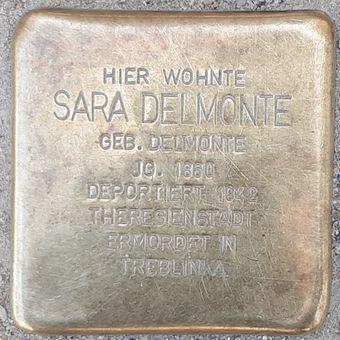 HIER WOHNTE
SARA DELMONTE
GEB. DELMONTE
JG. 1860
DEPORTIERT 1942
THERESIENSTADT
ERMORDET IN
TREBLINKA